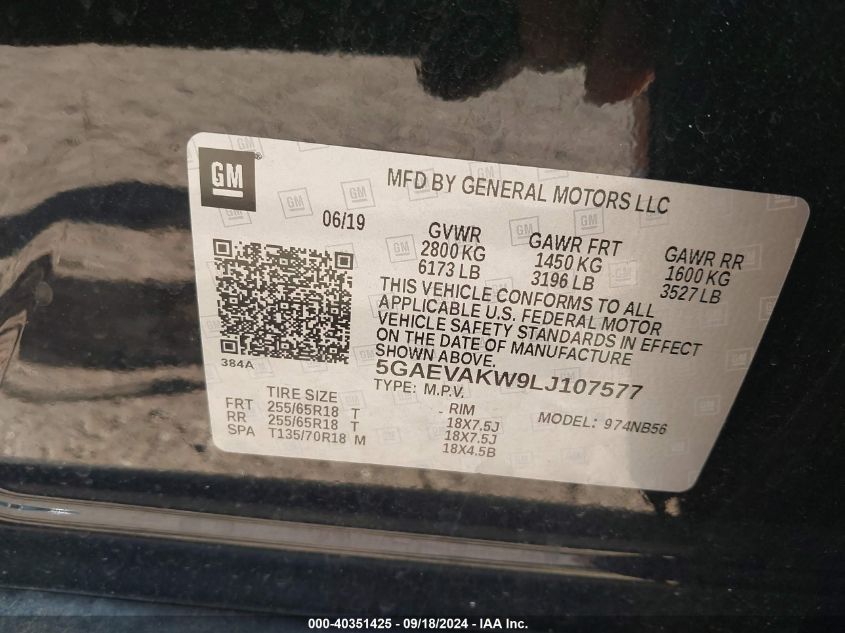 GM
MFD BY GENERAL MOTORS LLC
06/19
GVWR GAWR FRT GAWR RR
2800 KG 1450 KG 1600 KG
6173 LB 3196 LB 3527 LB
THIS VEHICLE CONFORMS TO ALL
APPLICABLE U.S. FEDERAL MOTOR
VEHICLE SAFETY STANDARDS IN EFFECT
ON THE DATE OF MANUFACTURE
SHOWN ABOVE.
384A
5GAEVAKW9LJ107577
TYPE: M.P.V.
MODEL: 974NB56
TIRE SIZE RIM
FRT 255/65R18 T 18X7.5J
RR 255/65R18 T 18X7.5J
SPA T135/70R18 M 18X4.5B
000-40351425 - 09/18/2024 - IAA Inc.